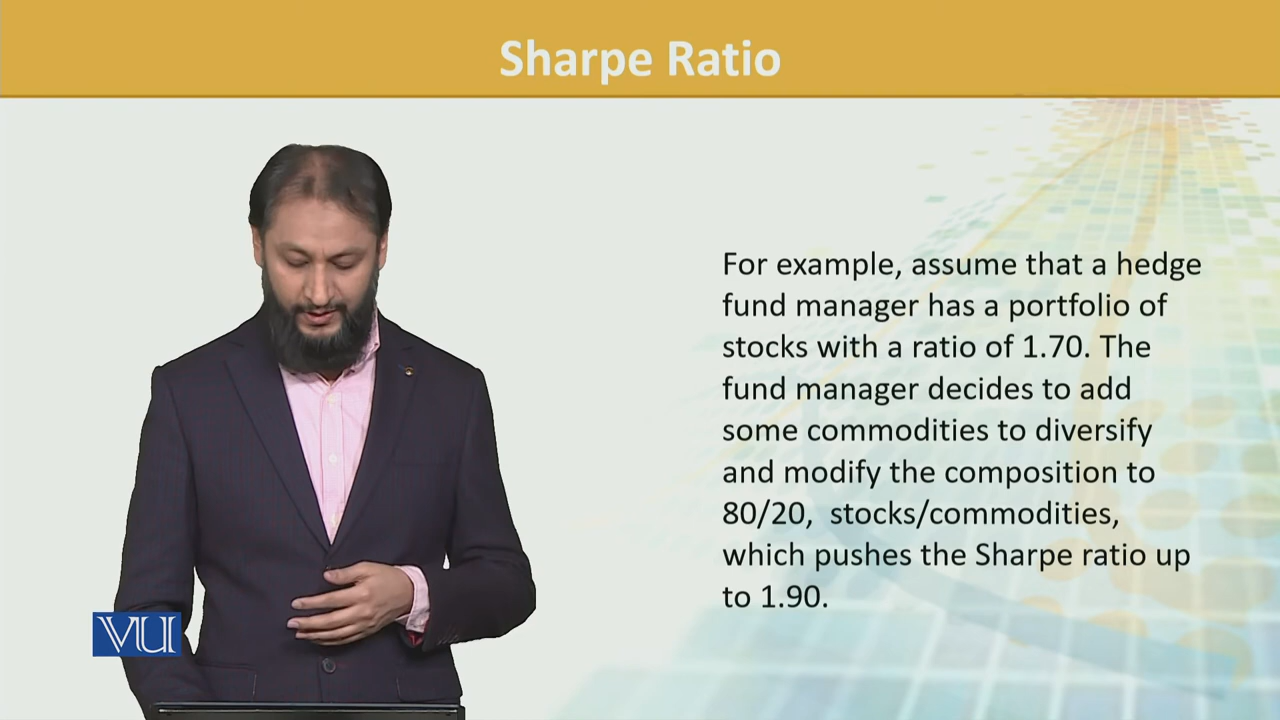 Sharpe Ratio
For example, assume that a hedge
fund manager has a portfolio of
stocks with a ratio of 1.70. The
fund manager decides to add
some commodities to diversify
and modify the composition to
80/20,  stocks/commodities,
which pushes the Sharpe ratio up
to 1.90.
VU